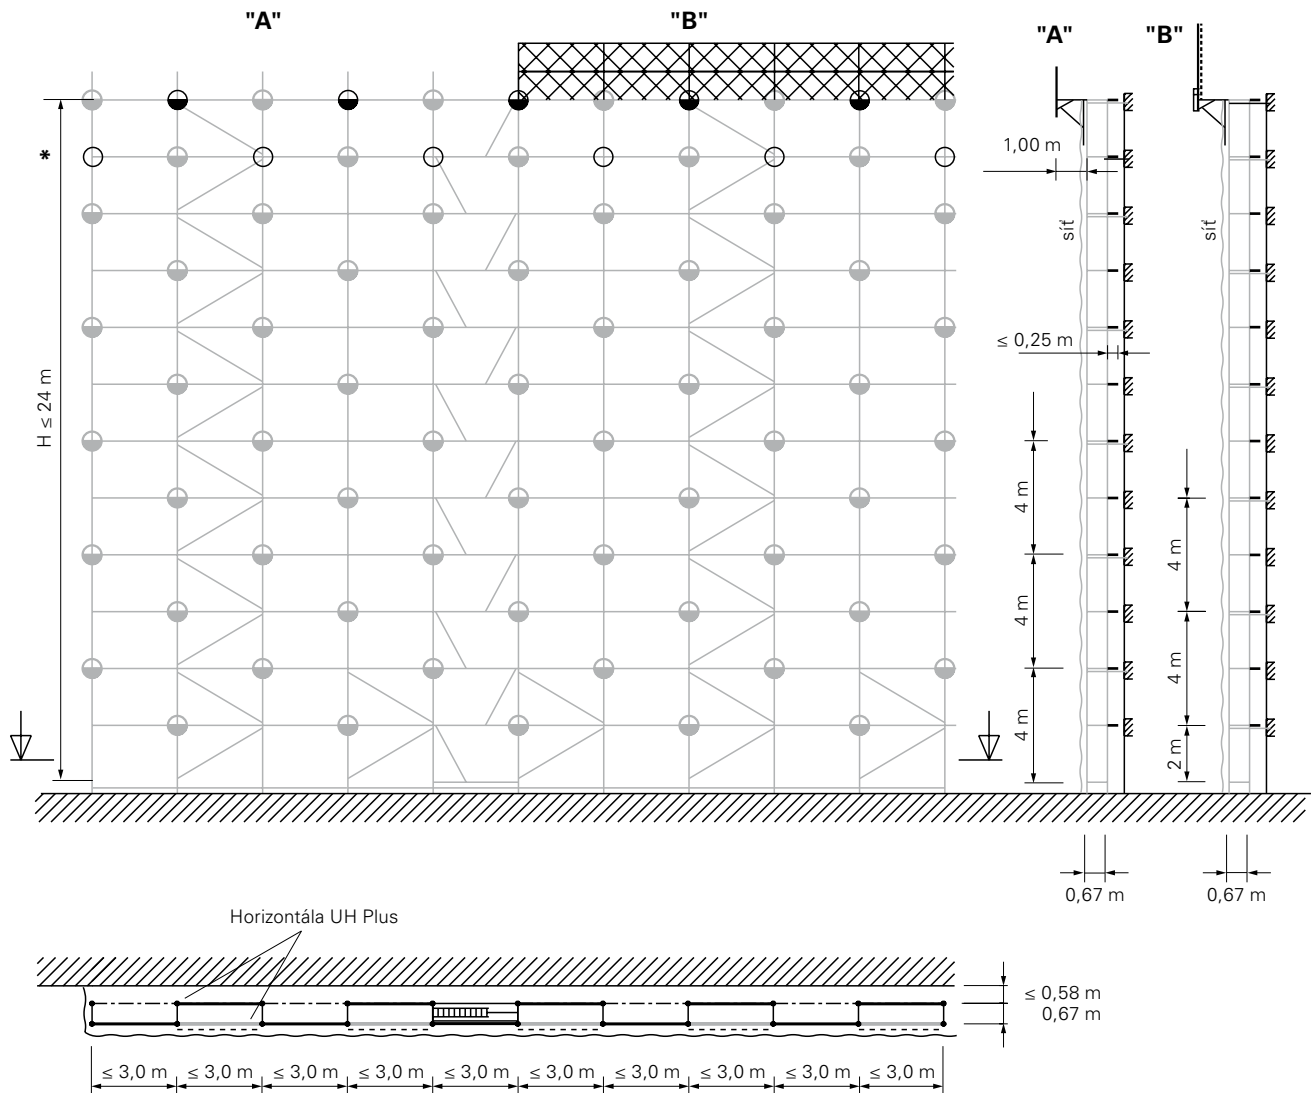 "A"
"B"
"A"
"B"
*
H ≤ 24 m
1,00 m
síť
síť
≤ 0,25 m
4 m
4 m
4 m
4 m
4 m
2 m
0,67 m
0,67 m
Horizontála UH Plus
≤ 0,58 m
0,67 m
≤ 3,0 m
≤ 3,0 m
≤ 3,0 m
≤ 3,0 m
≤ 3,0 m
≤ 3,0 m
≤ 3,0 m
≤ 3,0 m
≤ 3,0 m
≤ 3,0 m